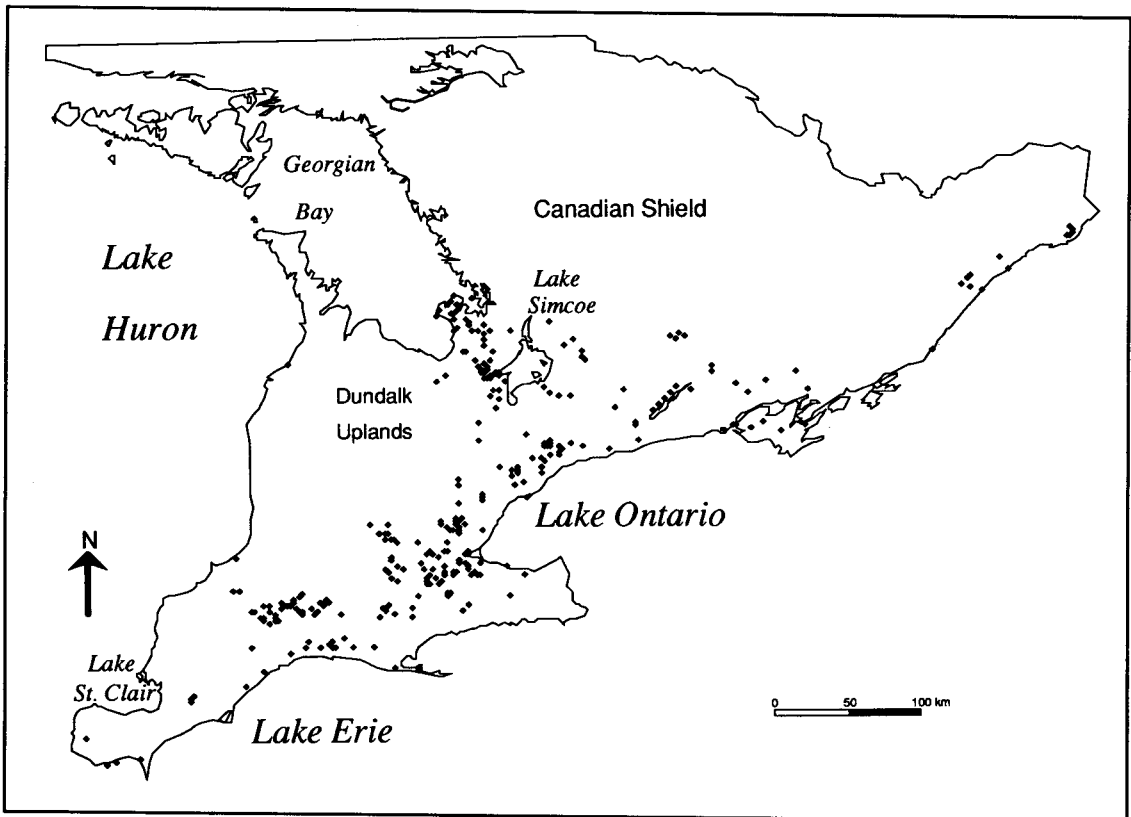 Georgian
Bay
Canadian Shield
Lake
Huron
Lake
Simcoe
Dundalk
Uplands
Lake Ontario
N
Lake
St. Clair
Lake Erie
0 50 100 km